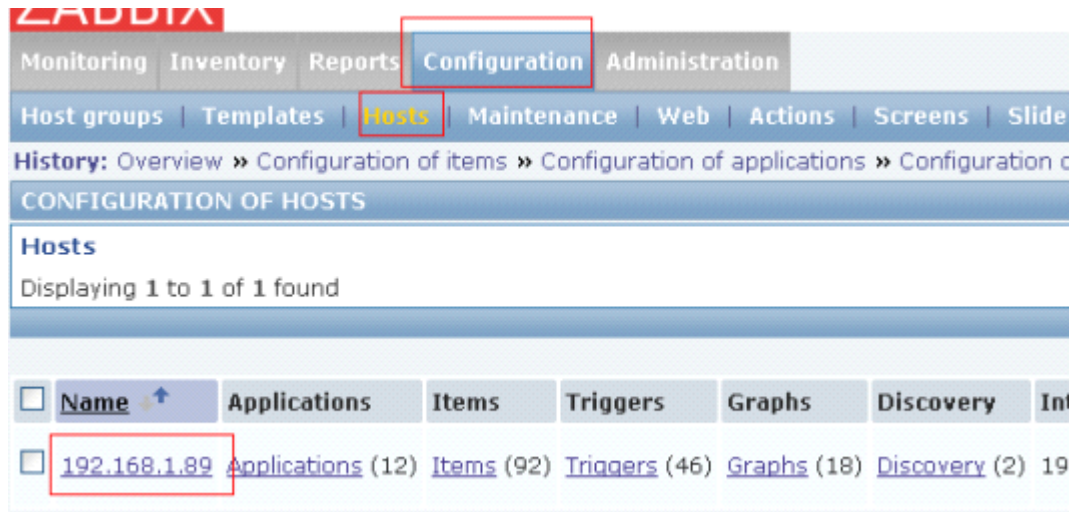 ZABBIX
Monitoring Inventory Reports Configuration Administration
Host groups | Templates | Hosts | Maintenance | Web | Actions | Screens | Slide
History: Overview » Configuration of items » Configuration of applications » Configuration
CONFIGURATION OF HOSTS
Hosts
Displaying 1 to 1 of 1 found
Name Applications Items Triggers Graphs Discovery
192.168.1.89 Applications (12) Items (92) Triggers (46) Graphs (18) Discovery (2) 19